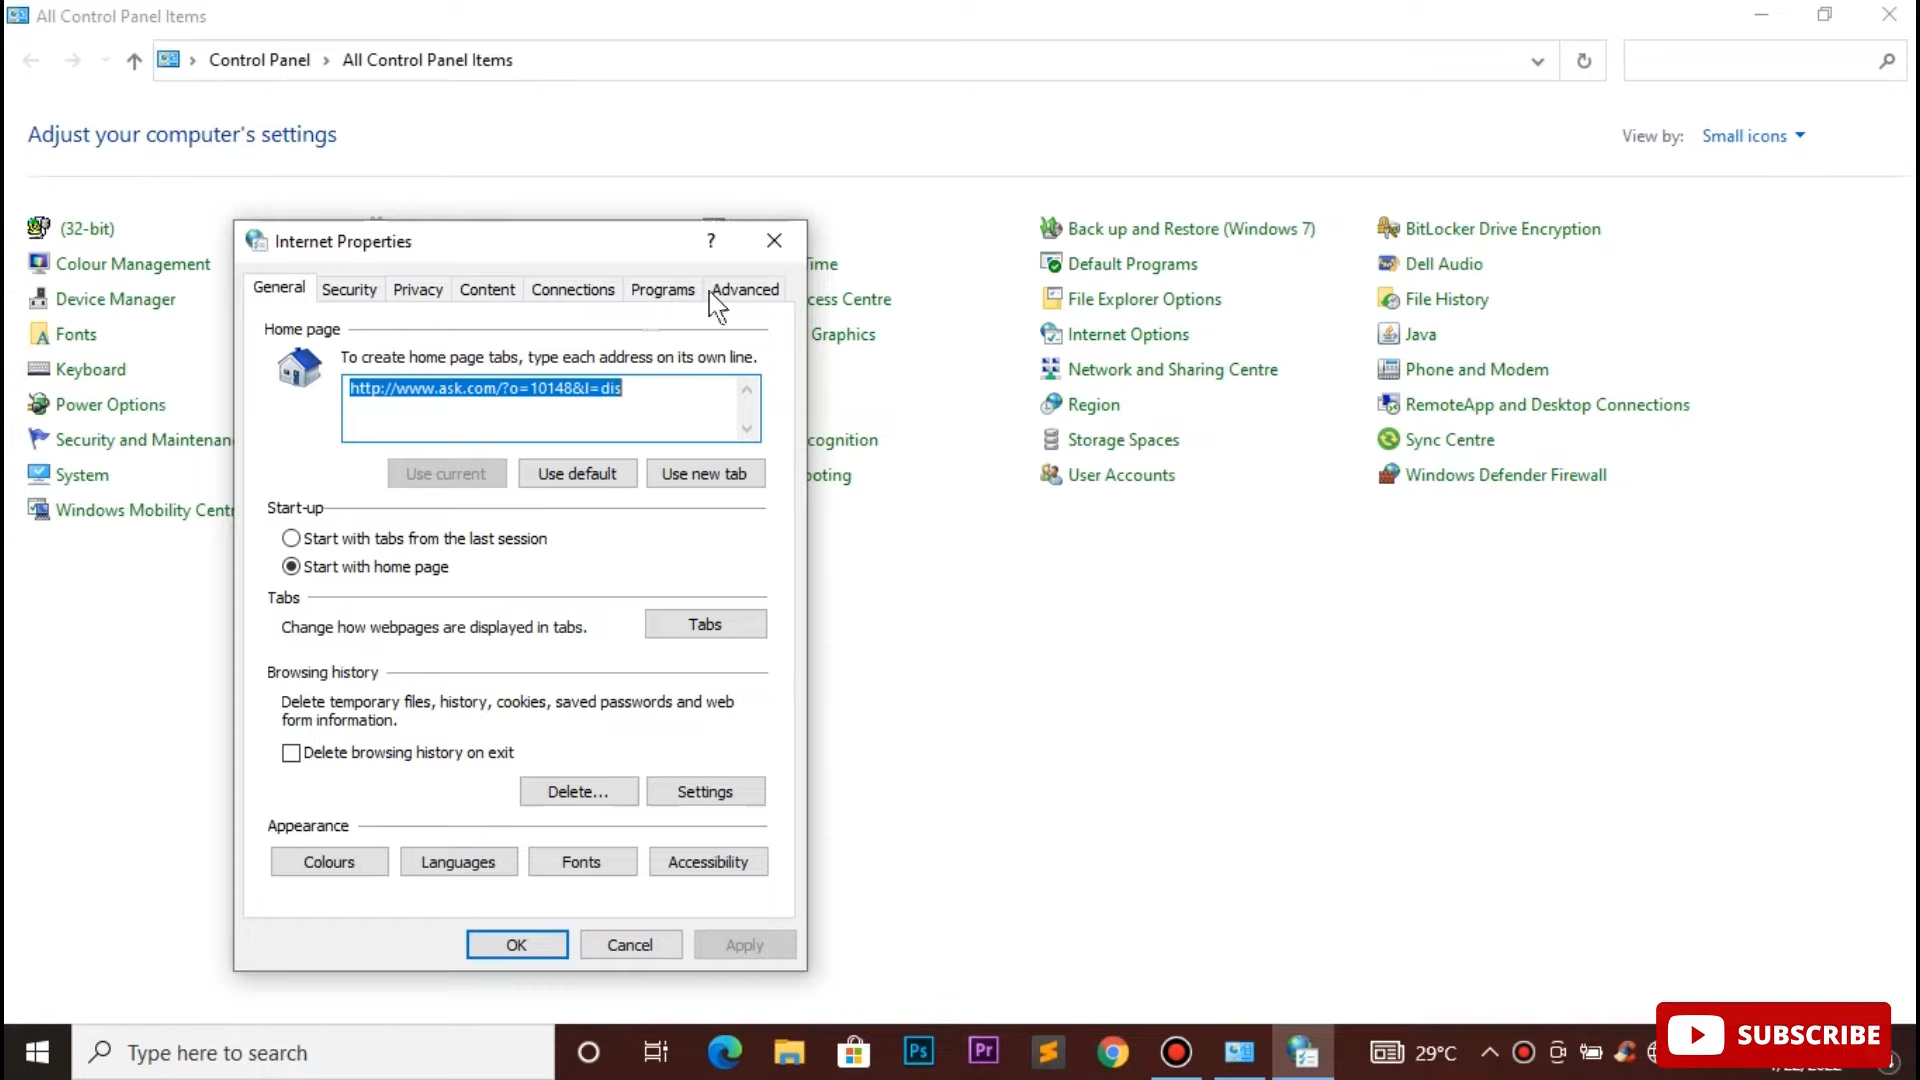 All Control Panel Items
Control Panel › All Control Panel Items
Adjust your computer's settings
View by: Small icons
(32-bit)
Colour Management
Device Manager
Fonts
Keyboard
Power Options
Security and Maintenan
System
Windows Mobility Centr
Internet Properties
?
General Security Privacy Content Connections Programs Advanced
Home page
To create home page tabs, type each address on its own line.
http://www.ask.com/?o=10148&l=dis
Use current Use default Use new tab
Start-up
Start with tabs from the last session
Start with home page
Tabs
Change how webpages are displayed in tabs.
Tabs
Browsing history
Delete temporary files, history, cookies, saved passwords and web
form information.
Delete browsing history on exit
Delete... Settings
Appearance
Colours Languages Fonts Accessibility
OK Cancel Apply
ime
cess Centre
Graphics
cognition
ooting
Back up and Restore (Windows 7)
Default Programs
File Explorer Options
Internet Options
Network and Sharing Centre
Region
Storage Spaces
User Accounts
BitLocker Drive Encryption
Dell Audio
File History
Java
Phone and Modem
RemoteApp and Desktop Connections
Sync Centre
Windows Defender Firewall
Type here to search
Ps
Pr
29°C
SUBSCRIBE